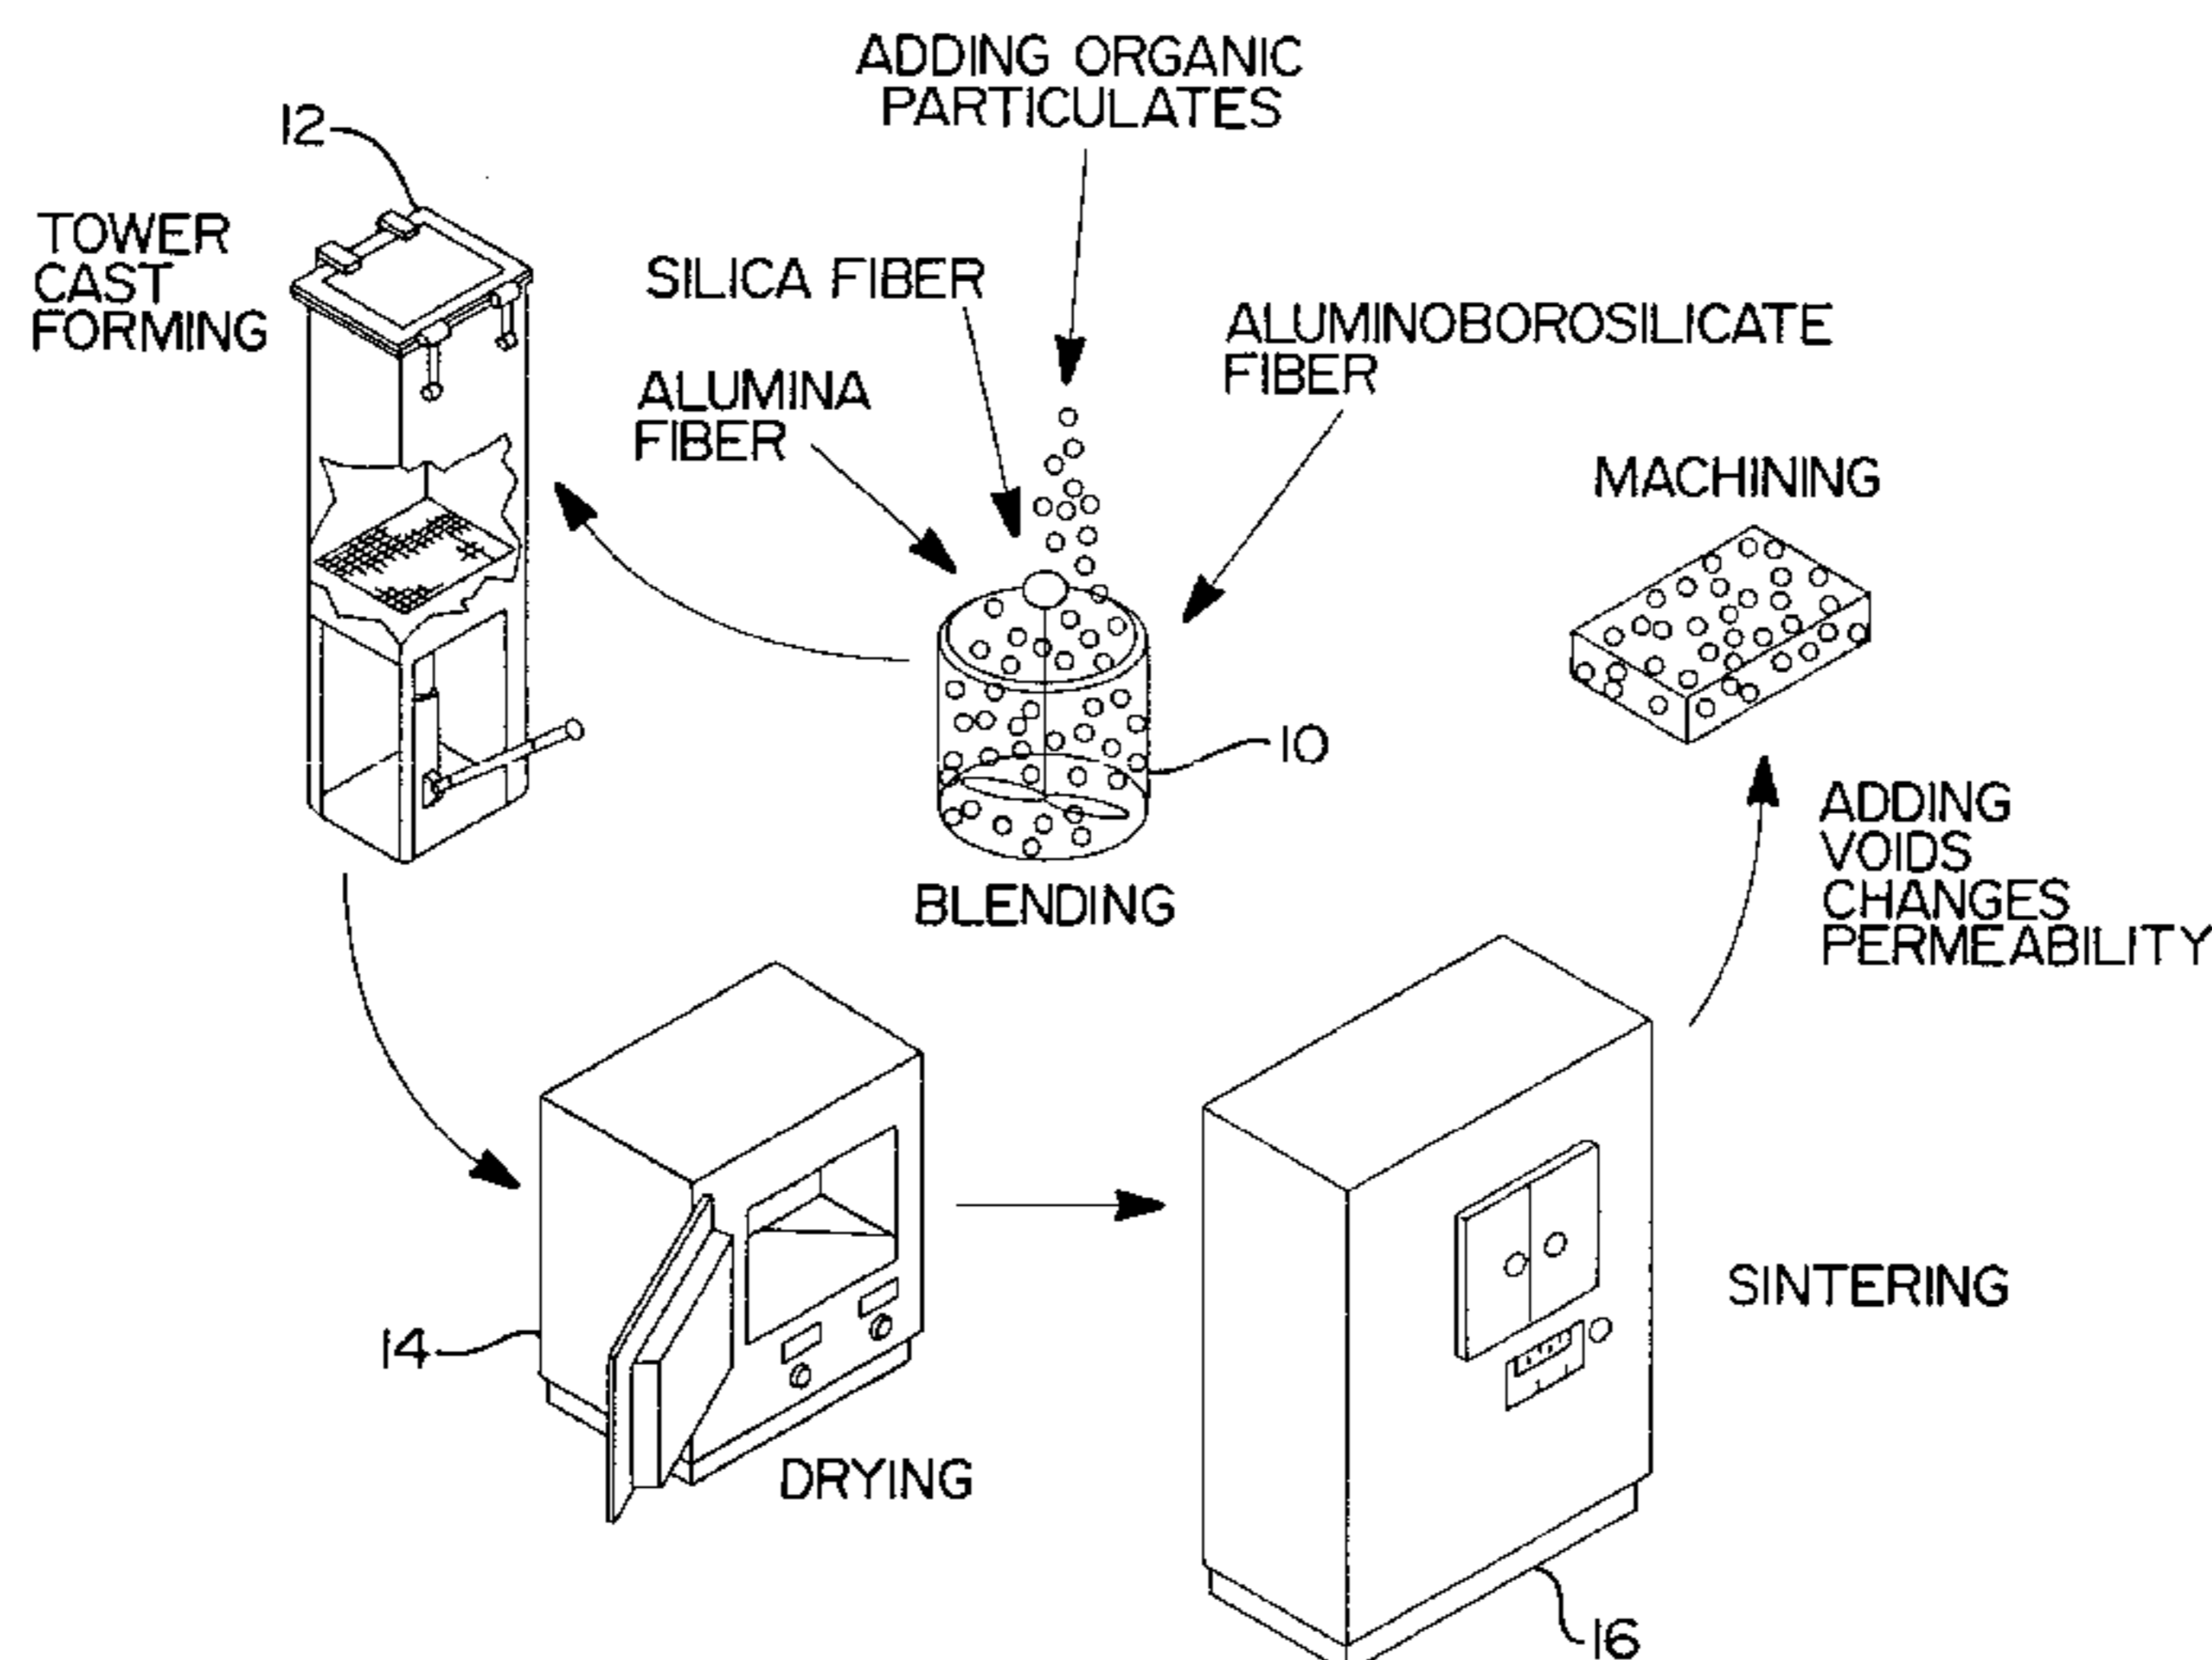 ADDING ORGANIC
PARTICULATES
12
TOWER
CAST
FORMING
SILICA FIBER
ALUMINA
FIBER
ALUMINOBOROSILICATE
FIBER
MACHINING
10
BLENDING
ADDING
VOIDS
CHANGES
PERMEABILITY
14
DRYING
SINTERING
16